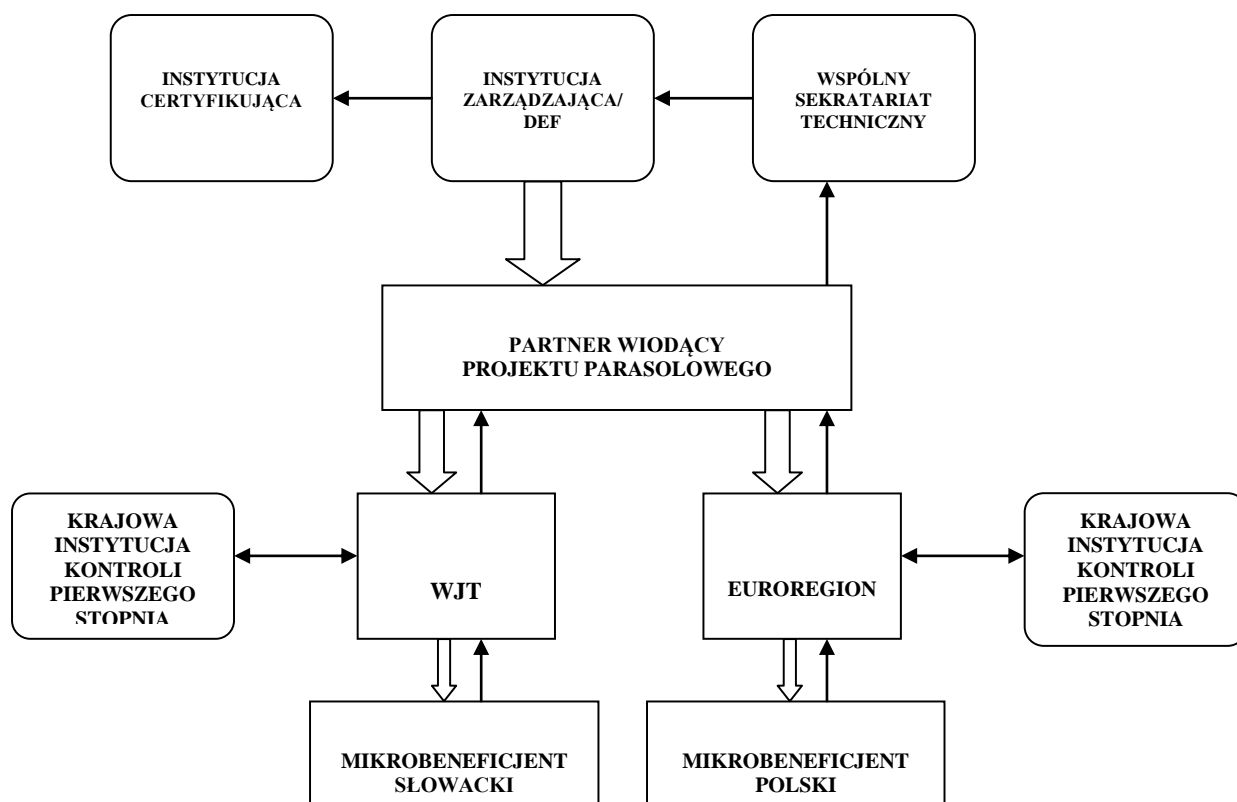 INSTYTUCJA
CERTYFIKUJĄCA
INSTYTUCJA
ZARZĄDZAJĄCA/
DEF
WSPÓLNY
SEKRATARIAT
TECHNICZNY
PARTNER WIODĄCY
PROJEKTU PARASOLOWEGO
KRAJOWA
INSTYTUCJA
KONTROLI
PIERWSZEGO
STOPNIA
WJT
EUROREGION
KRAJOWA
INSTYTUCJA
KONTROLI
PIERWSZEGO
STOPNIA
MIKROBENEFICJENT
SŁOWACKI
MIKROBENEFICJENT
POLSKI